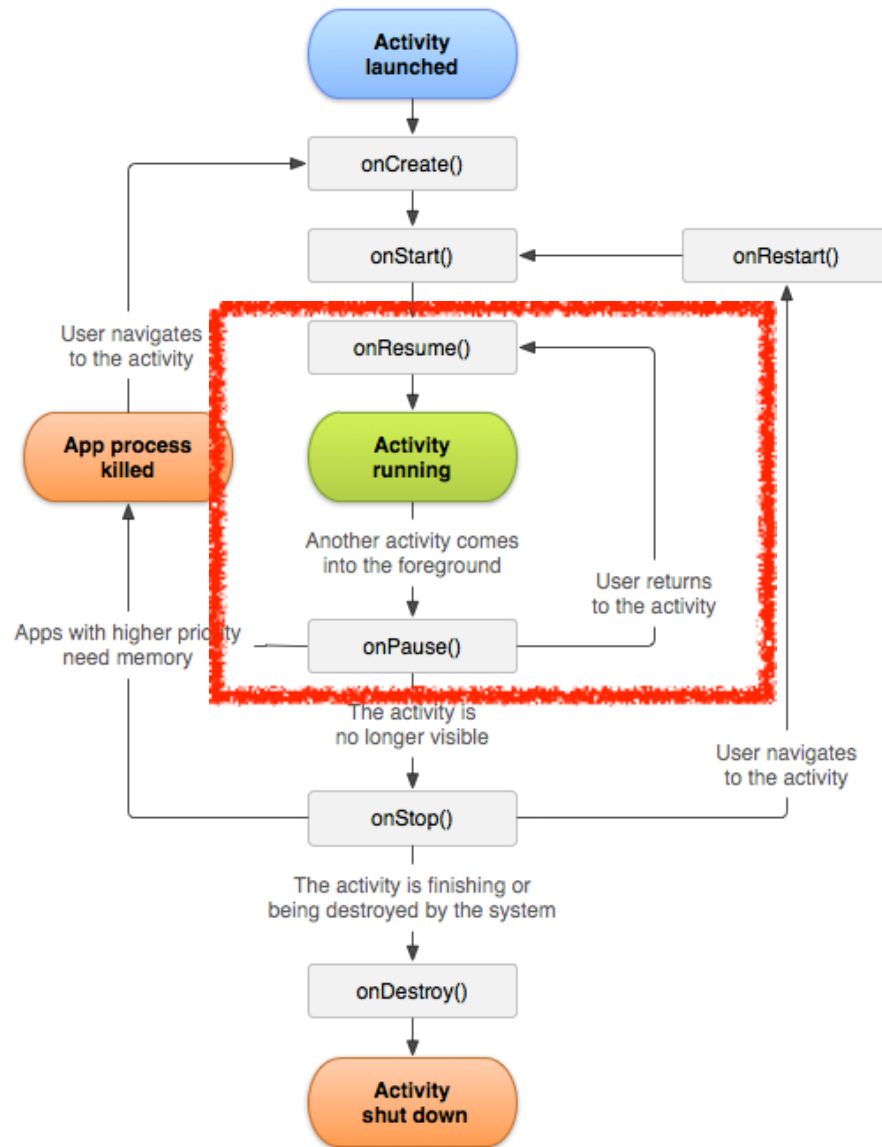 Activity
launched
onCreate()
onStart()
onRestart()
User navigates
to the activity
onResume()
App process
killed
Activity
running
Another activity comes
into the foreground
User returns
to the activity
Apps with higher priority
need memory
onPause()
The activity is
no longer visible
User navigates
to the activity
onStop()
The activity is finishing or
being destroyed by the system
onDestroy()
Activity
shut down